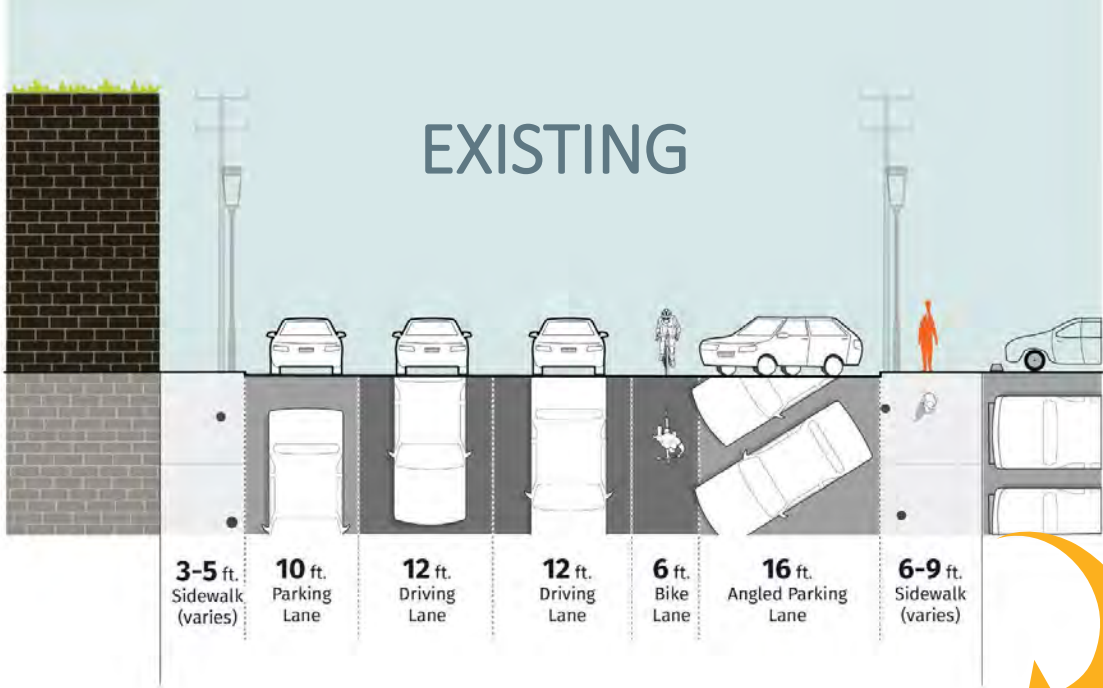 EXISTING
3-5 ft.
Sidewalk
(varies)
10 ft.
Parking
Lane
12 ft.
Driving
Lane
12 ft.
Driving
Lane
6 ft.
Bike
Lane
16 ft.
Angled Parking
Lane
6-9 ft.
Sidewalk
(varies)